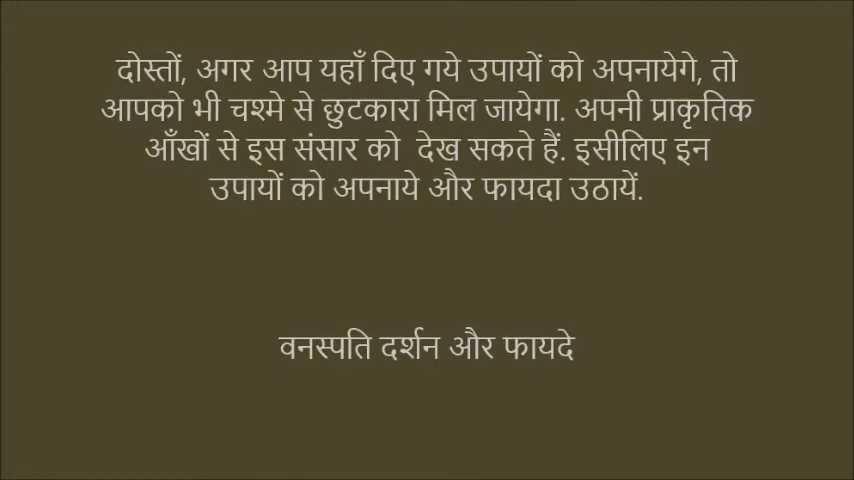 दोस्तों, अगर आप यहाँ दिए गये उपायों को अपनायेगे, तो
आपको भी चश्मे से छुटकारा मिल जायेगा. अपनी प्राकृतिक
आँखों से इस संसार को  देख सकते हैं. इसीलिए इन
उपायों को अपनाये और फायदा उठायें.
वनस्पति दर्शन और फायदे